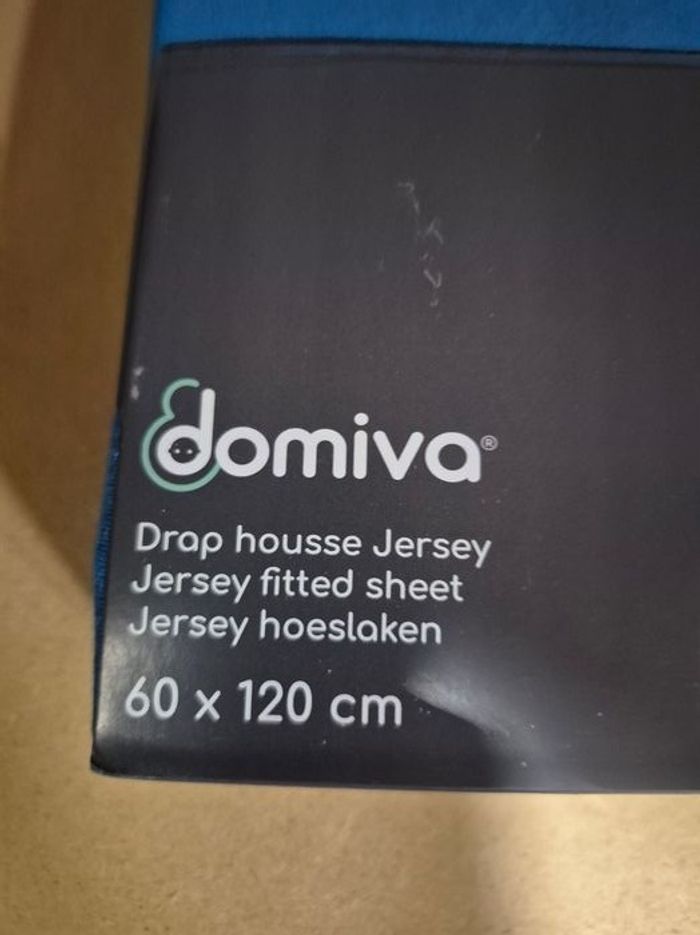 domiva®
Drap housse Jersey
Jersey fitted sheet
Jersey hoeslaken
60 x 120 cm